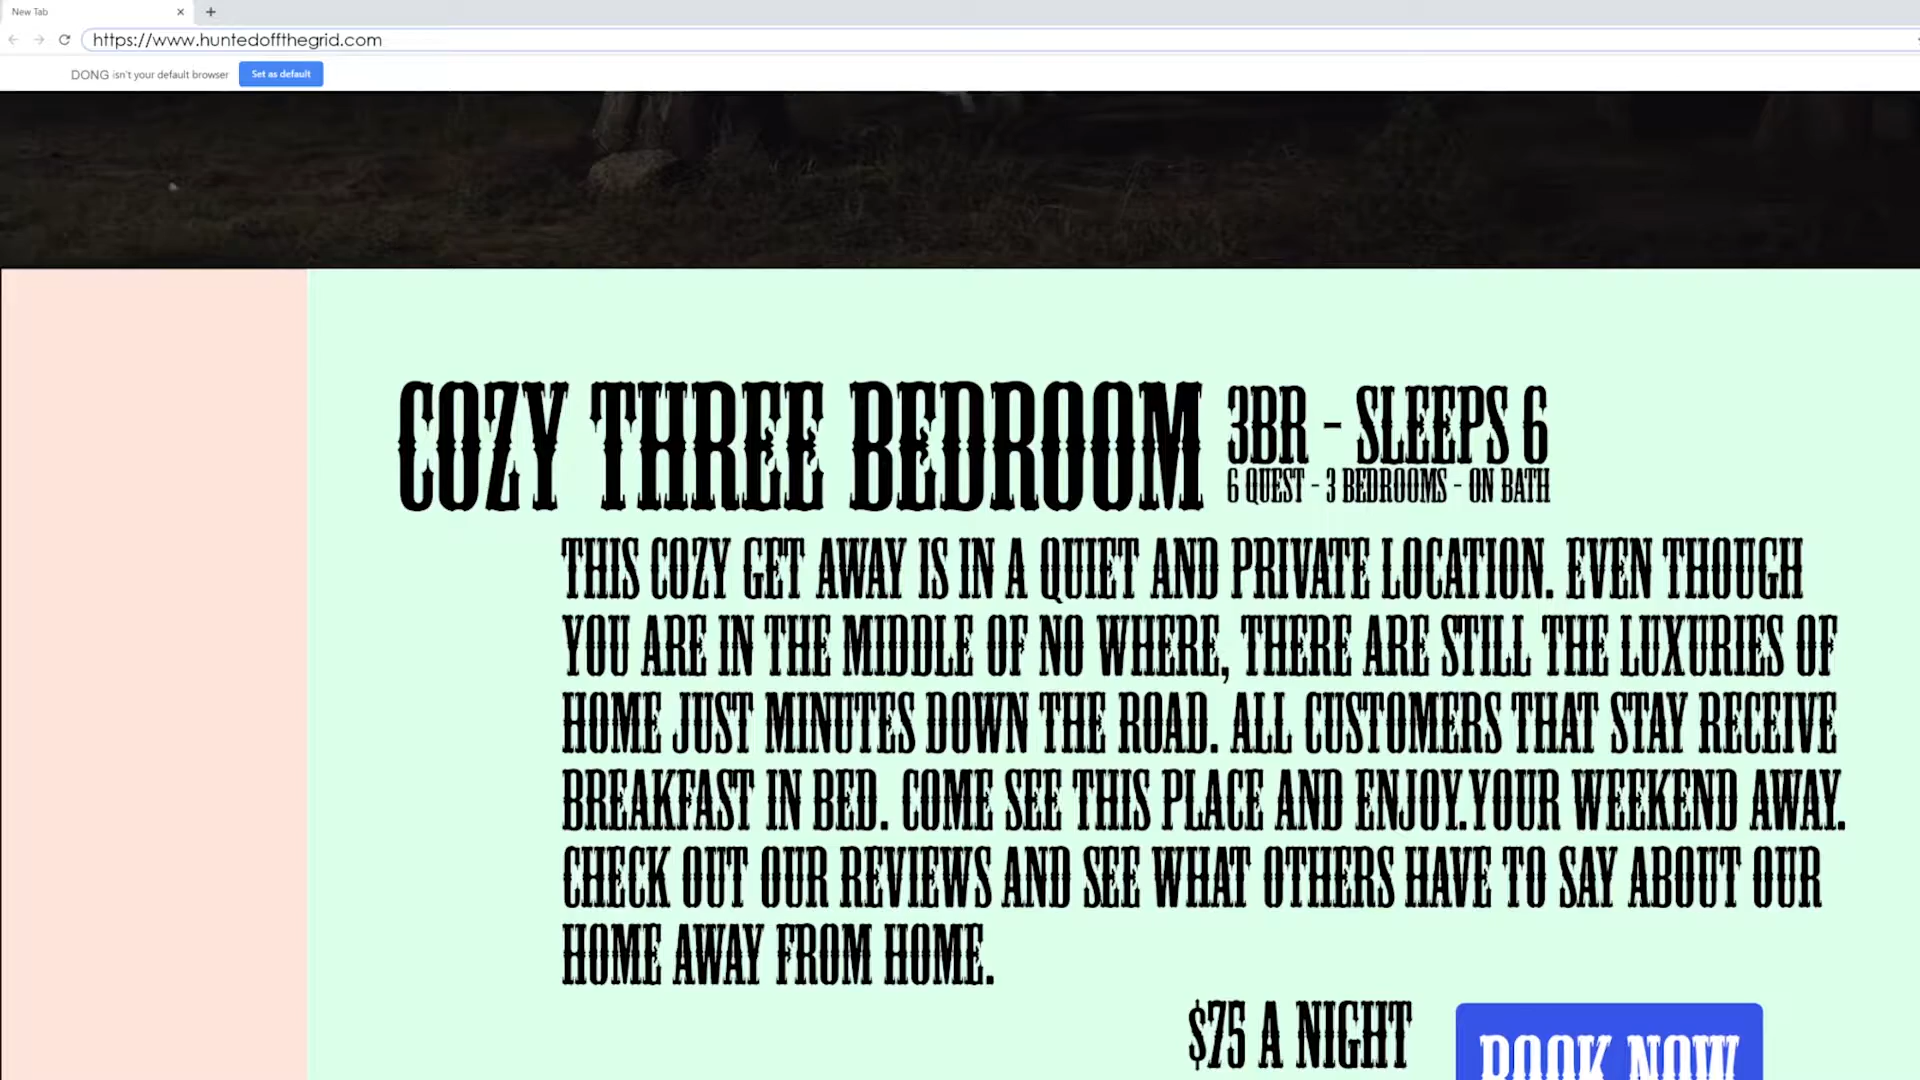 New Tab
https://www.huntedoffthegrid.com
DONG isn't your default browser Set as default
COZY THREE BEDROOM
3BR - SLEEPS 6
6 QUEST - 3 BEDROOMS - ON BATH
THIS COZY GET AWAY IS IN A QUIET AND PRIVATE LOCATION. EVEN THOUGH
YOU ARE IN THE MIDDLE OF NO WHERE, THERE ARE STILL THE LUXURIES OF
HOME JUST MINUTES DOWN THE ROAD. ALL CUSTOMERS THAT STAY RECEIVE
BREAKFAST IN BED. COME SEE THIS PLACE AND ENJOY.YOUR WEEKEND AWAY.
CHECK OUT OUR REVIEWS AND SEE WHAT OTHERS HAVE TO SAY ABOUT OUR
HOME AWAY FROM HOME.
$75 A NIGHT
BOOK NOW